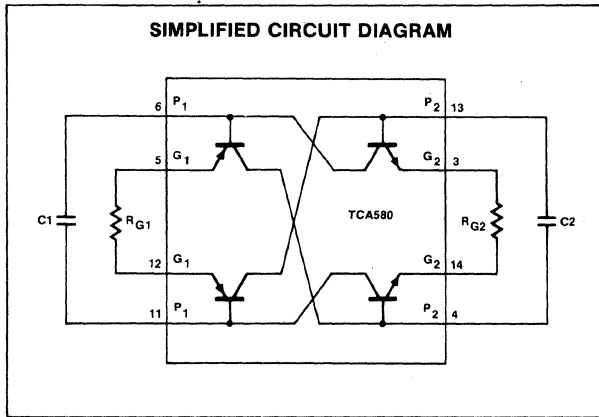 SIMPLIFIED CIRCUIT DIAGRAM
6 P1 P2 13
5 G1 G2 3
C1 RG1 TCA580 RG2 C2
12 G1 G2 14
11 P1 P2 4